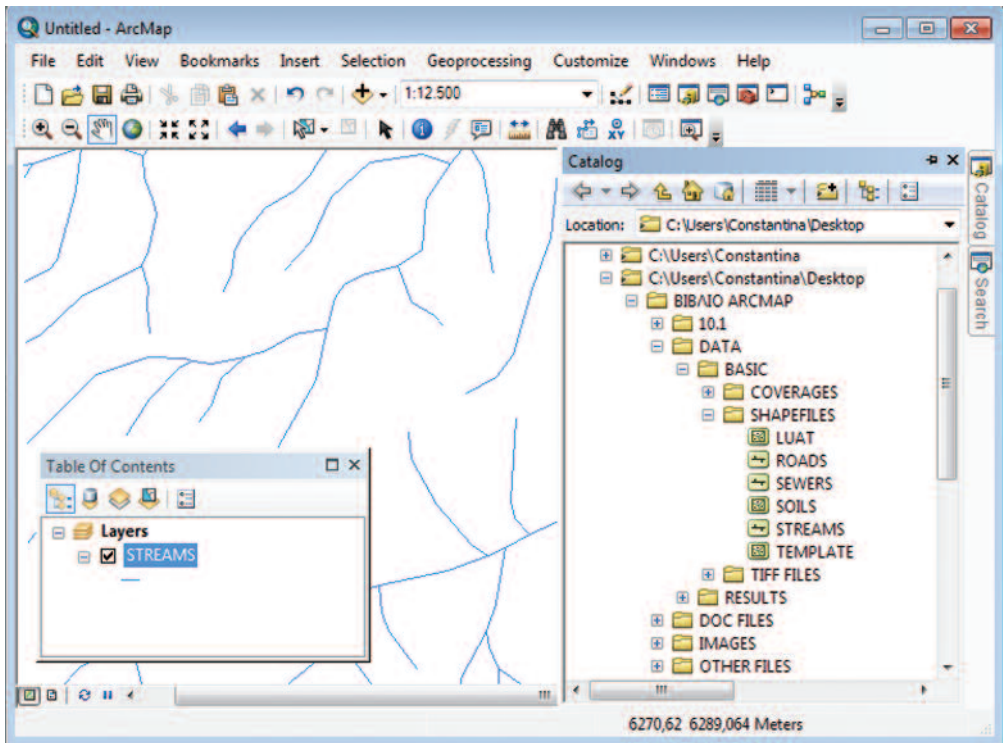 Untitled - ArcMap
File Edit View Bookmarks Insert Selection Geoprocessing Customize Windows Help
1:12.500
Catalog
Location: C:\Users\Constantina\Desktop
C:\Users\Constantina
C:\Users\Constantina\Desktop
ΒΙΒΛΙΟ ARCMAP
10.1
DATA
BASIC
COVERAGES
SHAPEFILES
LUAT
ROADS
SEWERS
SOILS
STREAMS
TEMPLATE
TIFF FILES
RESULTS
DOC FILES
IMAGES
OTHER FILES
Catalog
Search
Table Of Contents
Layers
STREAMS
6270,62 6289,064 Meters